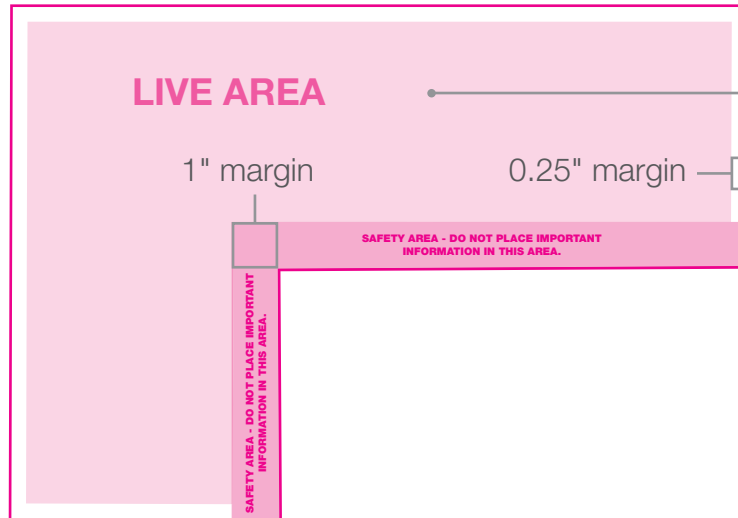 LIVE AREA
1" margin
0.25" margin
SAFETY AREA - DO NOT PLACE IMPORTANT
INFORMATION IN THIS AREA.
SAFETY AREA - DO NOT PLACE IMPORTANT
INFORMATION IN THIS AREA.